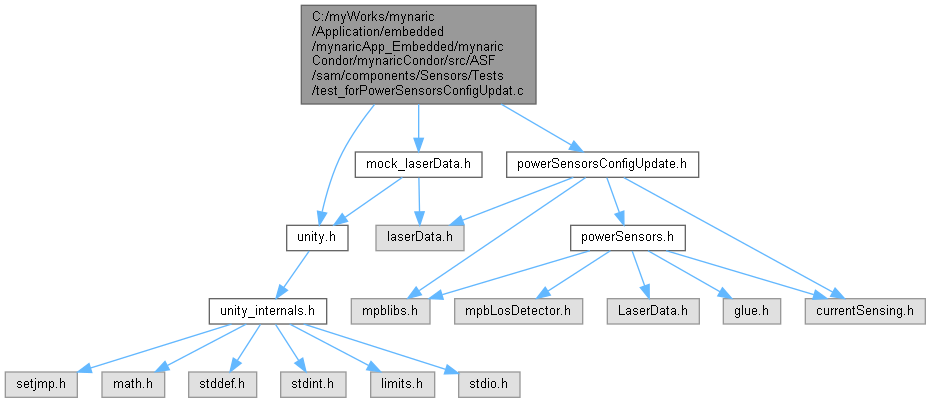 C:/myWorks/mynaric
/Application/embedded
/mynaricApp_Embedded/mynaric
Condor/mynaricCondor/src/ASF
/sam/components/Sensors/Tests
/test_forPowerSensorsConfigUpdat.c
mock_laserData.h
powerSensorsConfigUpdate.h
unity.h
laserData.h
powerSensors.h
unity_internals.h
mpblibs.h
mpbLosDetector.h
LaserData.h
glue.h
currentSensing.h
setjmp.h
math.h
stddef.h
stdint.h
limits.h
stdio.h